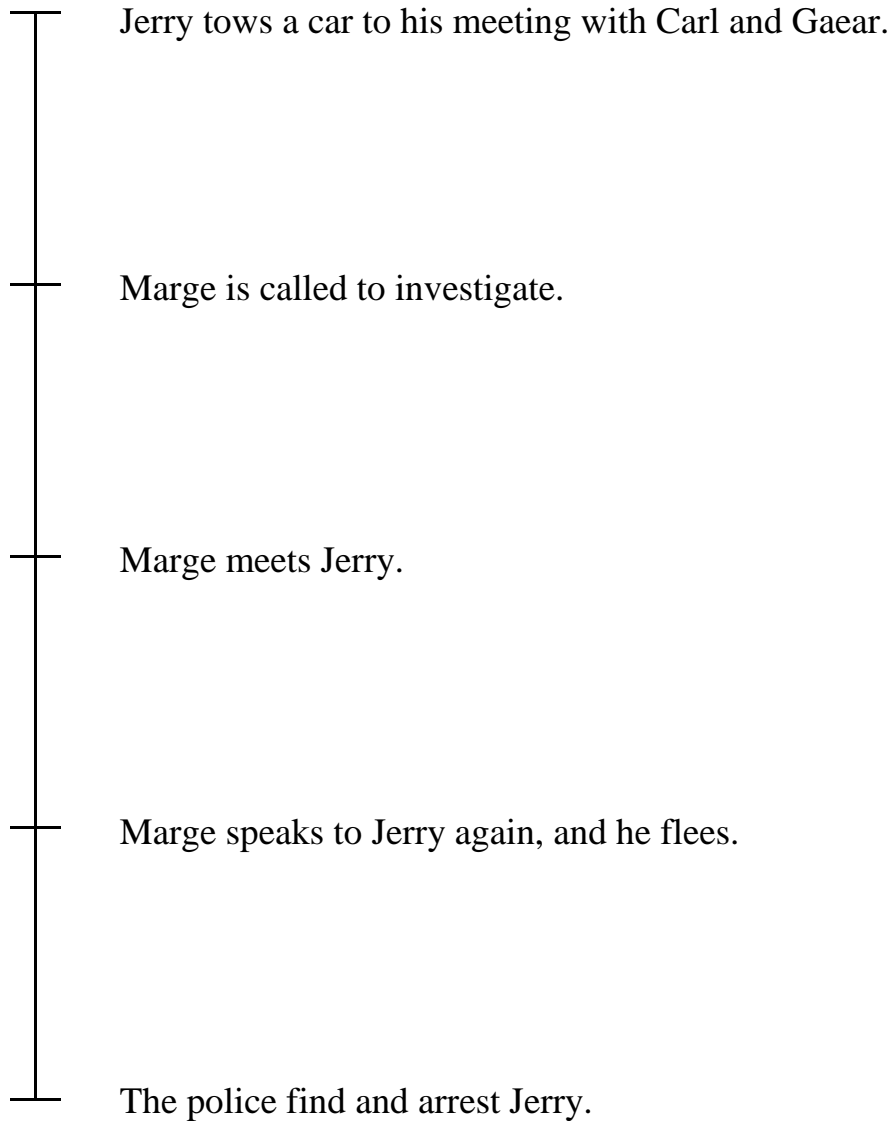 Jerry tows a car to his meeting with Carl and Gaear.
Marge is called to investigate.
Marge meets Jerry.
Marge speaks to Jerry again, and he flees.
The police find and arrest Jerry.